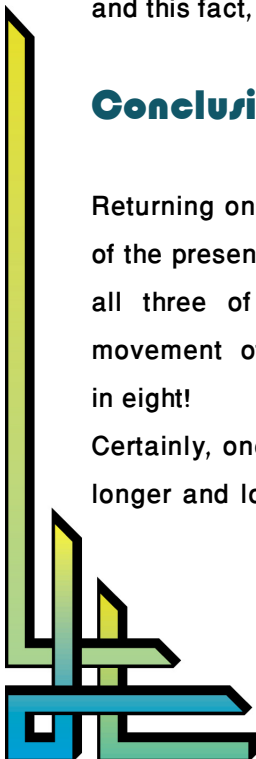 and this fact,
Returning on
of the presen
all three of
movement o
in eight!
Certainly, on
longer and lo